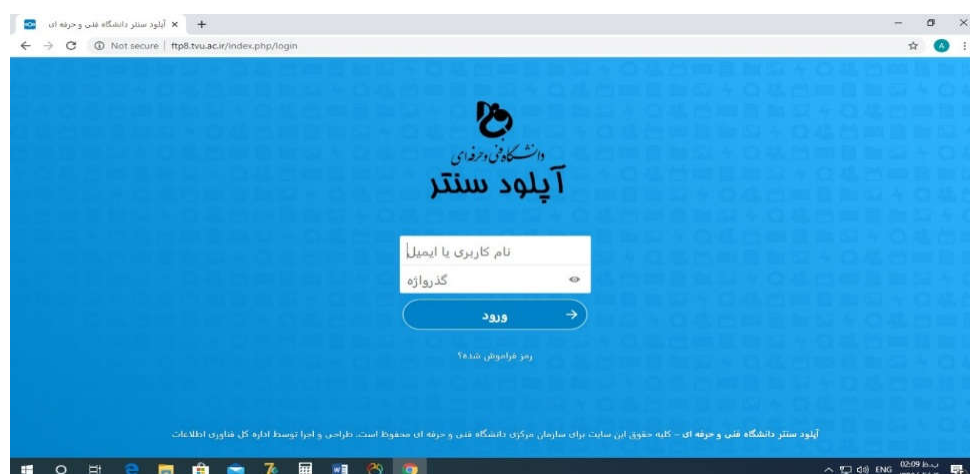 آپلود سنتر دانشگاه فنی و حرفه ای
Not secure | ftp8.tvu.ac.ir/index.php/login
A
دانشگاه فنی و حرفه‌ای
آپلود سنتر
نام کاربری یا ایمیل
گذرواژه
ورود
رمز فراموش شده؟
آپلود سنتر دانشگاه فنی و حرفه ای – کلیه حقوق این سایت برای سازمان مرکزی دانشگاه فنی و حرفه ای محفوظ است. طراحی و اجرا توسط اداره کل فناوری اطلاعات
ENG 02:09 ب.ظ